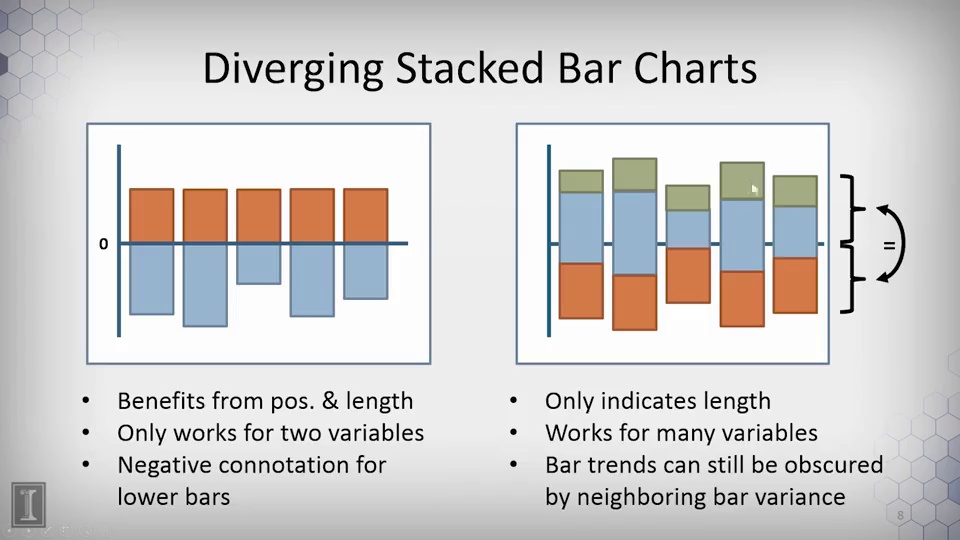 Diverging Stacked Bar Charts
0
=
• Benefits from pos. & length
• Only works for two variables
• Negative connotation for
lower bars
• Only indicates length
• Works for many variables
• Bar trends can still be obscured
by neighboring bar variance
I
8